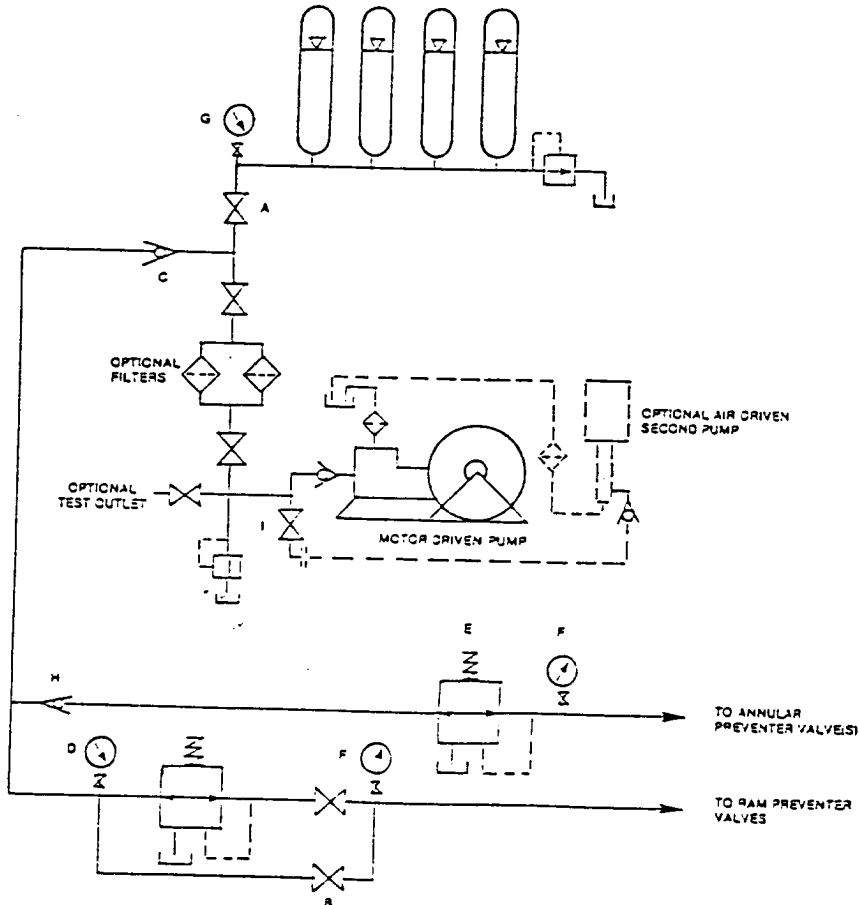 G
A
C
OPTIONAL
FILTERS
OPTIONAL AIR DRIVEN
SECOND PUMP
OPTIONAL
TEST OUTLET
I
MOTOR DRIVEN PUMP
E
F
H
TO ANNULAR
PREVENTER VALVE(S)
D
F
TO RAM PREVENTER
VALVES
B